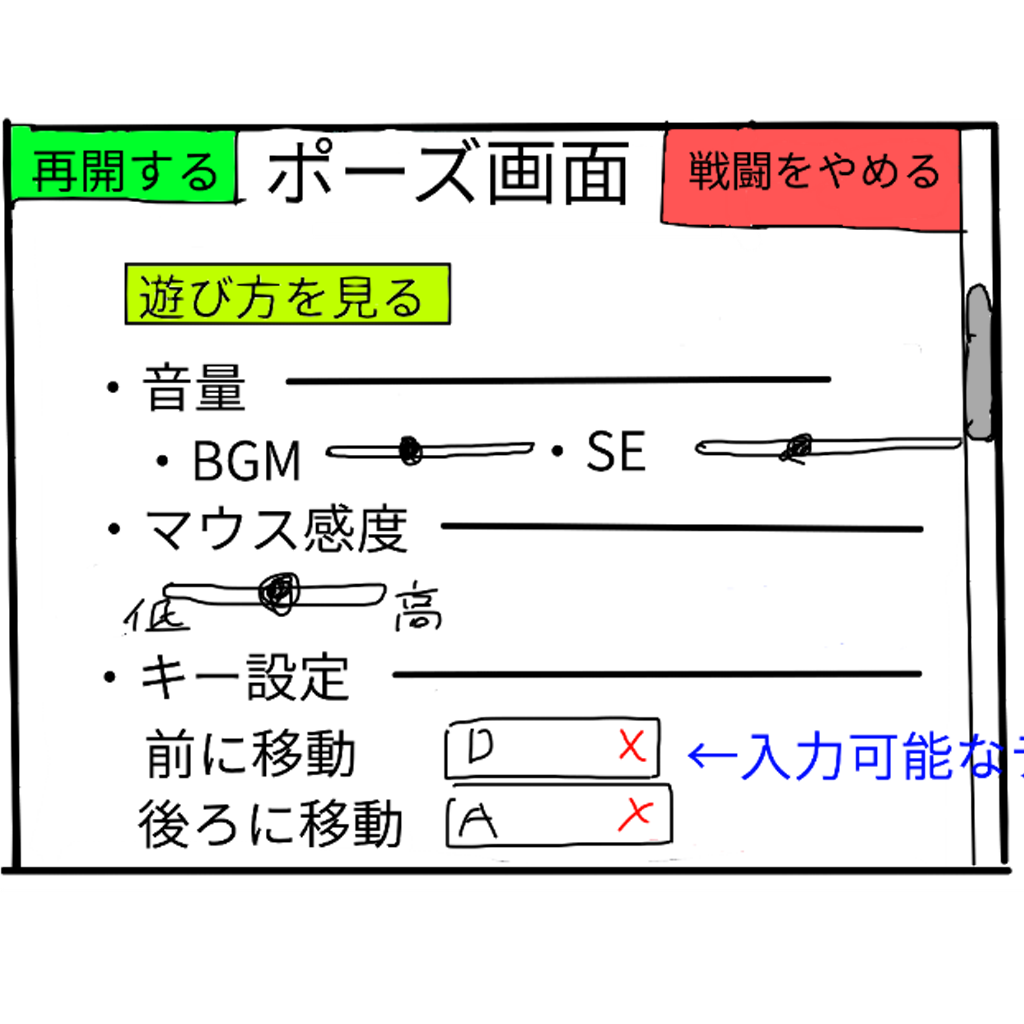 再開する ポーズ画面 戦闘をやめる
遊び方を見る
・音量
・BGM ・SE
・マウス感度
低 高
・キー設定
前に移動 D X ←入力可能な
後ろに移動 A X